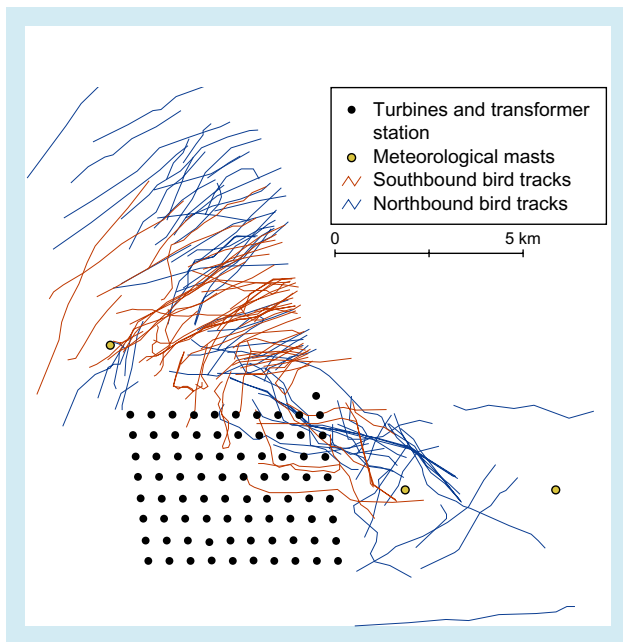 Turbines and transformer
station
Meteorological masts
Southbound bird tracks
Northbound bird tracks
0 5 km